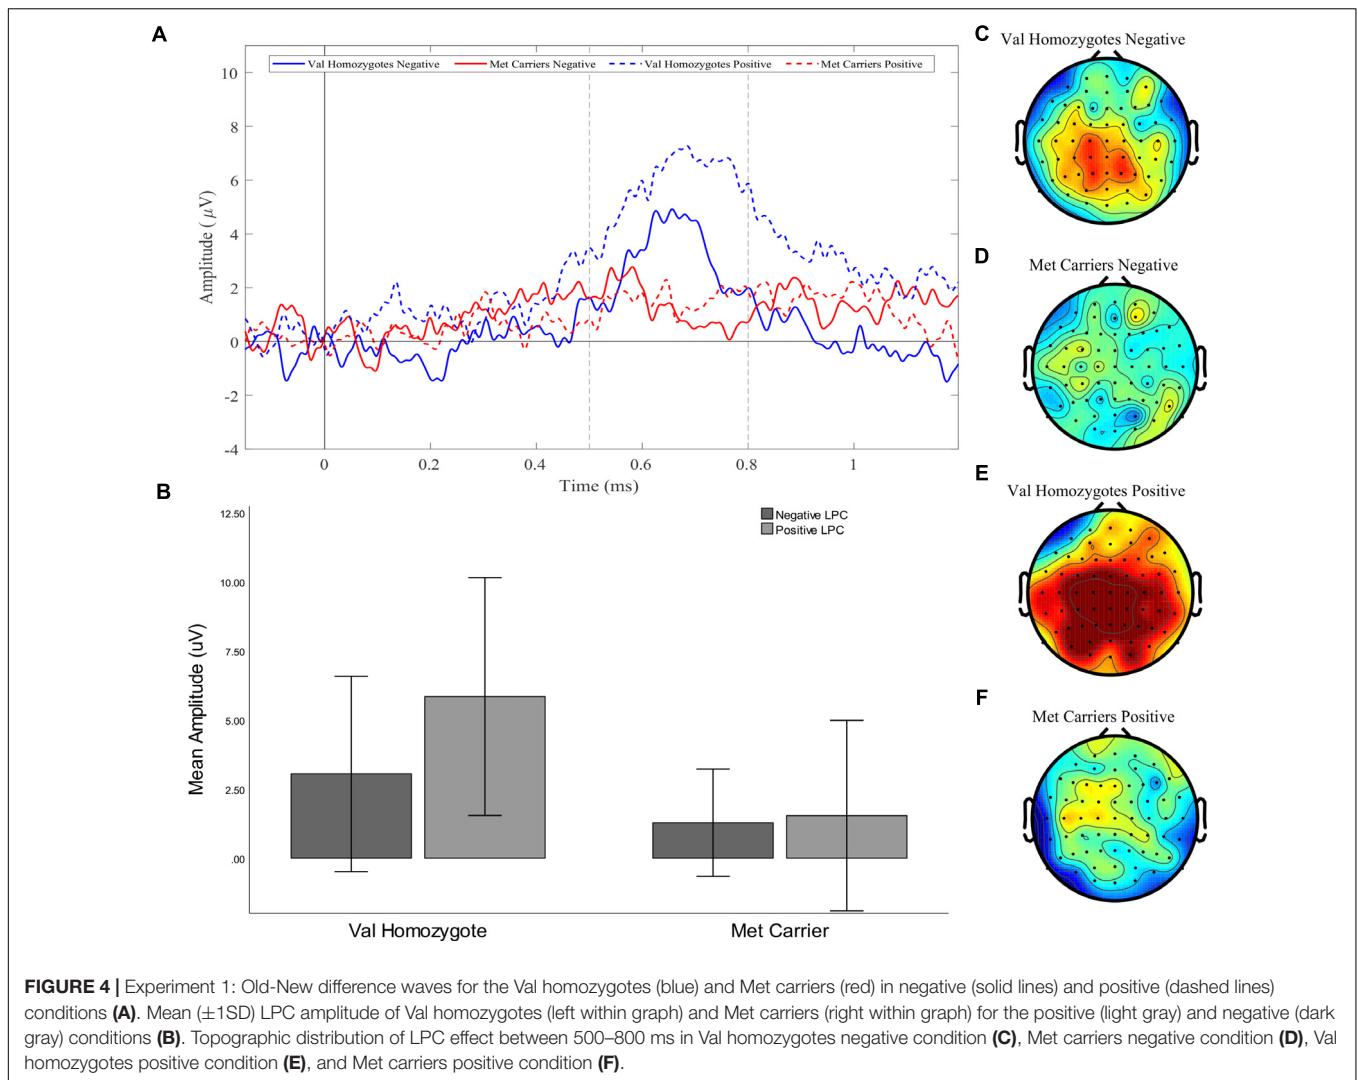 A
Val Homozygotes Negative Met Carriers Negative Val Homozygotes Positive Met Carriers Positive
10
8
6
4
2
0
-2
-4
Amplitude ( μV)
0 0.2 0.4 0.6 0.8 1
Time (ms)
B
Negative LPC
Positive LPC
12.50
10.00
7.50
5.00
2.50
.00
Mean Amplitude (uV)
Val Homozygote Met Carrier
C
Val Homozygotes Negative
D
Met Carriers Negative
E
Val Homozygotes Positive
F
Met Carriers Positive
FIGURE 4 | Experiment 1: Old-New difference waves for the Val homozygotes (blue) and Met carriers (red) in negative (solid lines) and positive (dashed lines)
conditions (A). Mean (±1SD) LPC amplitude of Val homozygotes (left within graph) and Met carriers (right within graph) for the positive (light gray) and negative (dark
gray) conditions (B). Topographic distribution of LPC effect between 500–800 ms in Val homozygotes negative condition (C), Met carriers negative condition (D), Val
homozygotes positive condition (E), and Met carriers positive condition (F).